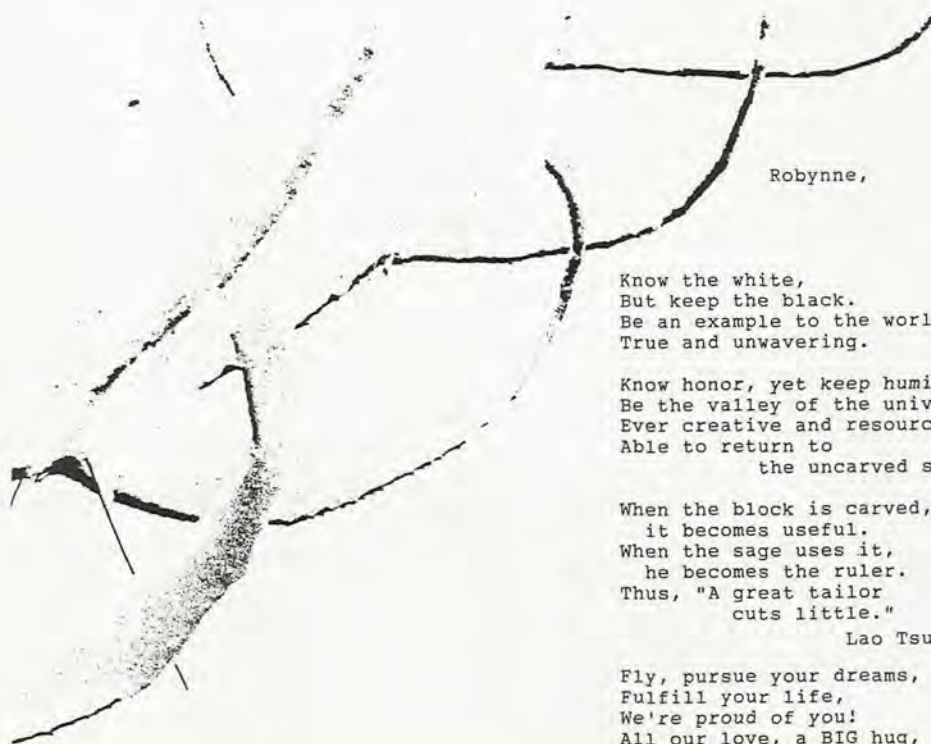 Robynne,
Know the white,
But keep the black.
Be an example to the worl
True and unwavering.
Know honor, yet keep humi
Be the valley of the univ
Ever creative and resourc
Able to return to
the uncarved s
When the block is carved,
it becomes useful.
When the sage uses it,
he becomes the ruler.
Thus, "A great tailor
cuts little."
Lao Tsu
Fly, pursue your dreams,
Fulfill your life,
We're proud of you!
All our love, a BIG hug,